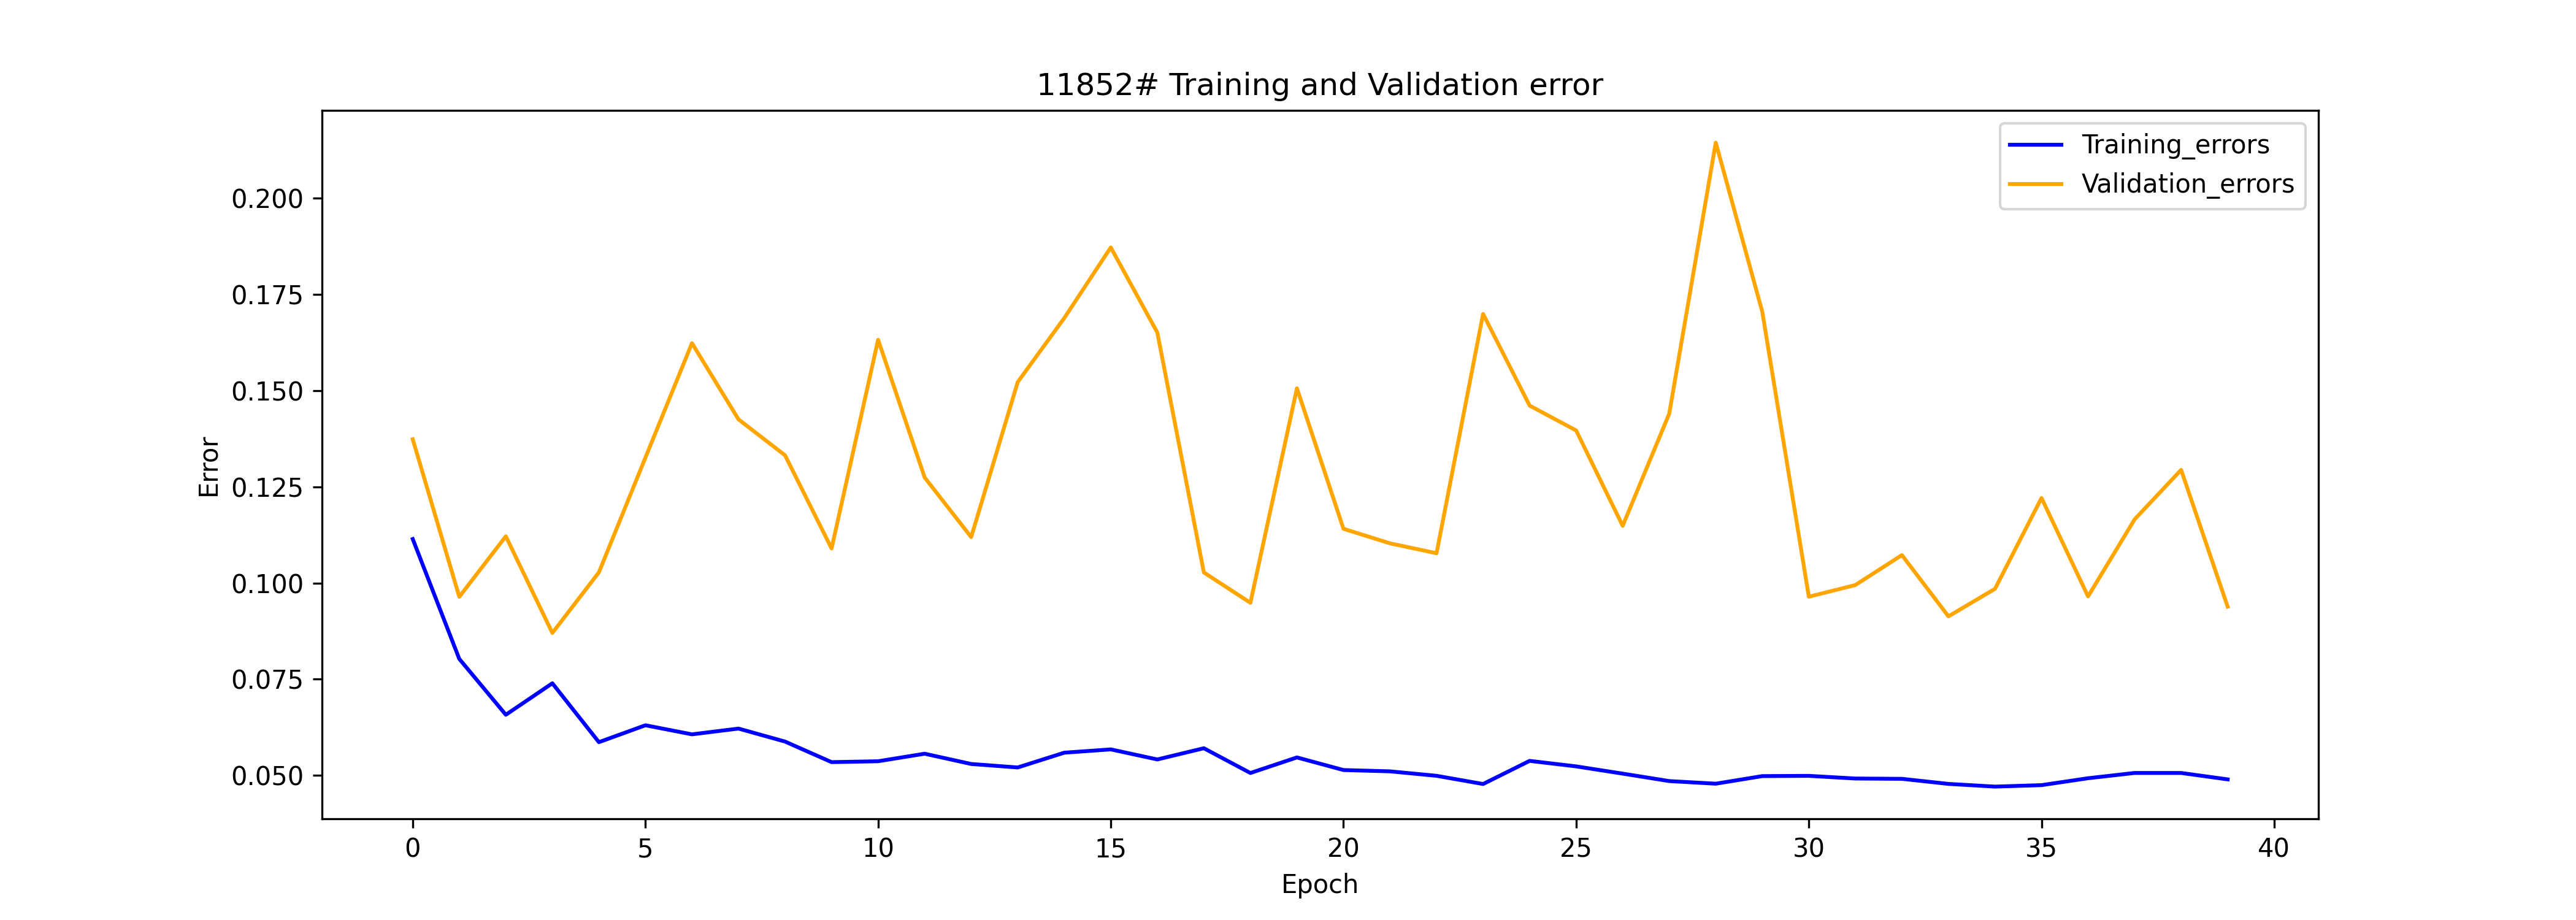 11852# Training and Validation error
Training_errors
Validation_errors
0.200
0.175
0.150
0.125
0.100
0.075
0.050
Error
0 5 10 15 20 25 30 35 40
Epoch